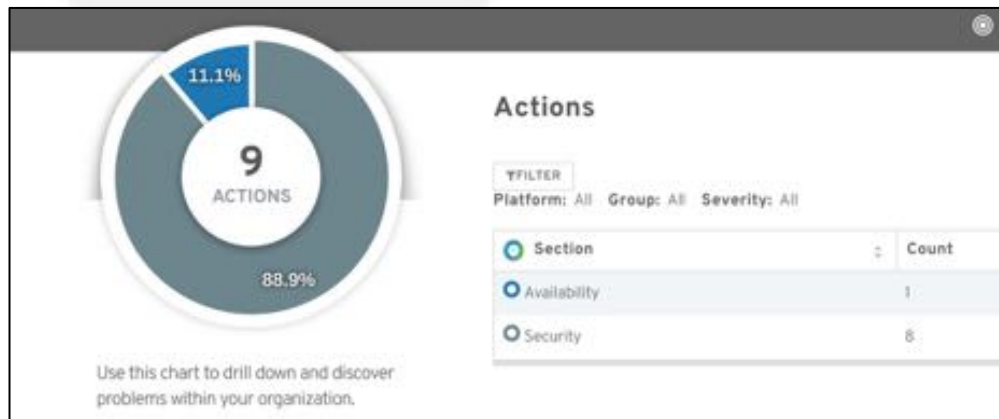 11.1%
9
ACTIONS
88.9%
Use this chart to drill down and discover
problems within your organization.
Actions
FILTER
Platform: All Group: All Severity: All
Section Count
Availability 1
Security 8